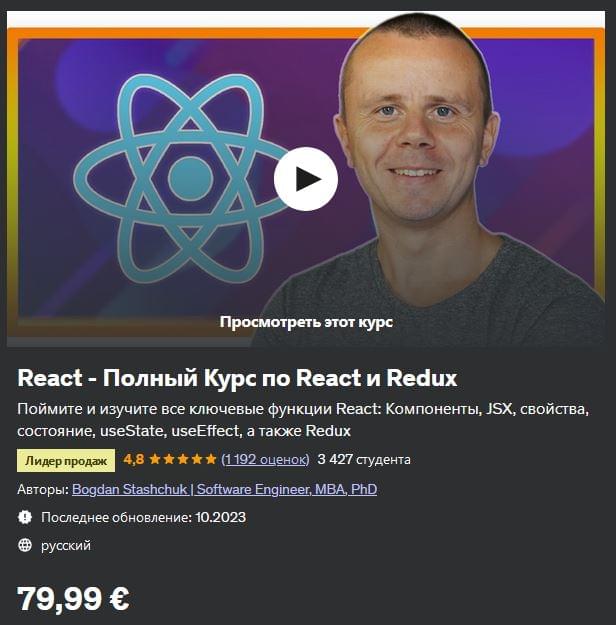 Просмотреть этот курс
React - Полный Курс по React и Redux
Поймите и изучите все ключевые функции React: Компоненты, JSX, свойства,
состояние, useState, useEffect, а также Redux
Лидер продаж 4,8 (1 192 оценок) 3 427 студента
Авторы: Bogdan Stashchuk | Software Engineer, MBA, PhD
Последнее обновление: 10.2023
русский
79,99 €